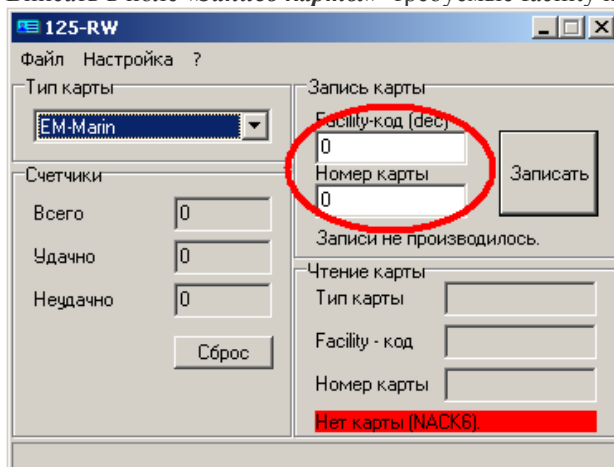 125-RW
Файл Настройка ?
Тип карты
EM-Marin
Счетчики
Всего 0
Удачно 0
Неудачно 0
Сброс
Запись карты
Facility-код (dec)
0
Номер карты
0
Записать
Записи не производилось.
Чтение карты
Тип карты
Facility - код
Номер карты
Нет карты (NACK6).